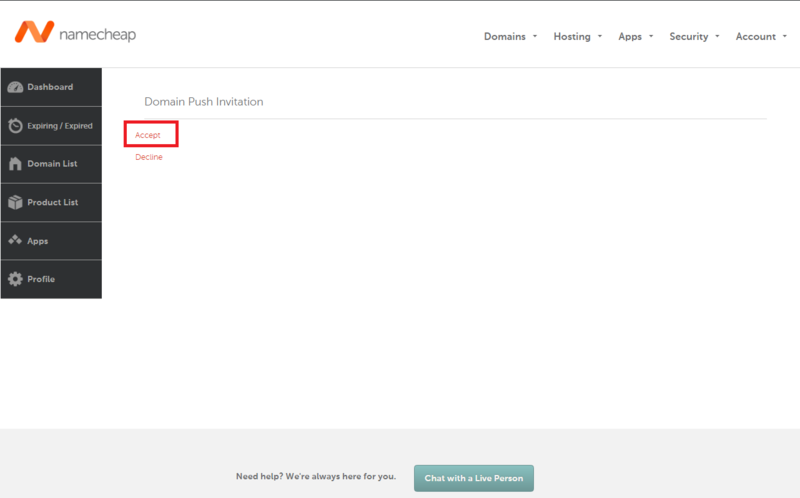 namecheap
Domains Hosting Apps Security Account
Dashboard
Expiring / Expired
Domain List
Product List
Apps
Profile
Domain Push Invitation
Accept
Decline
Need help? We're always here for you.
Chat with a Live Person